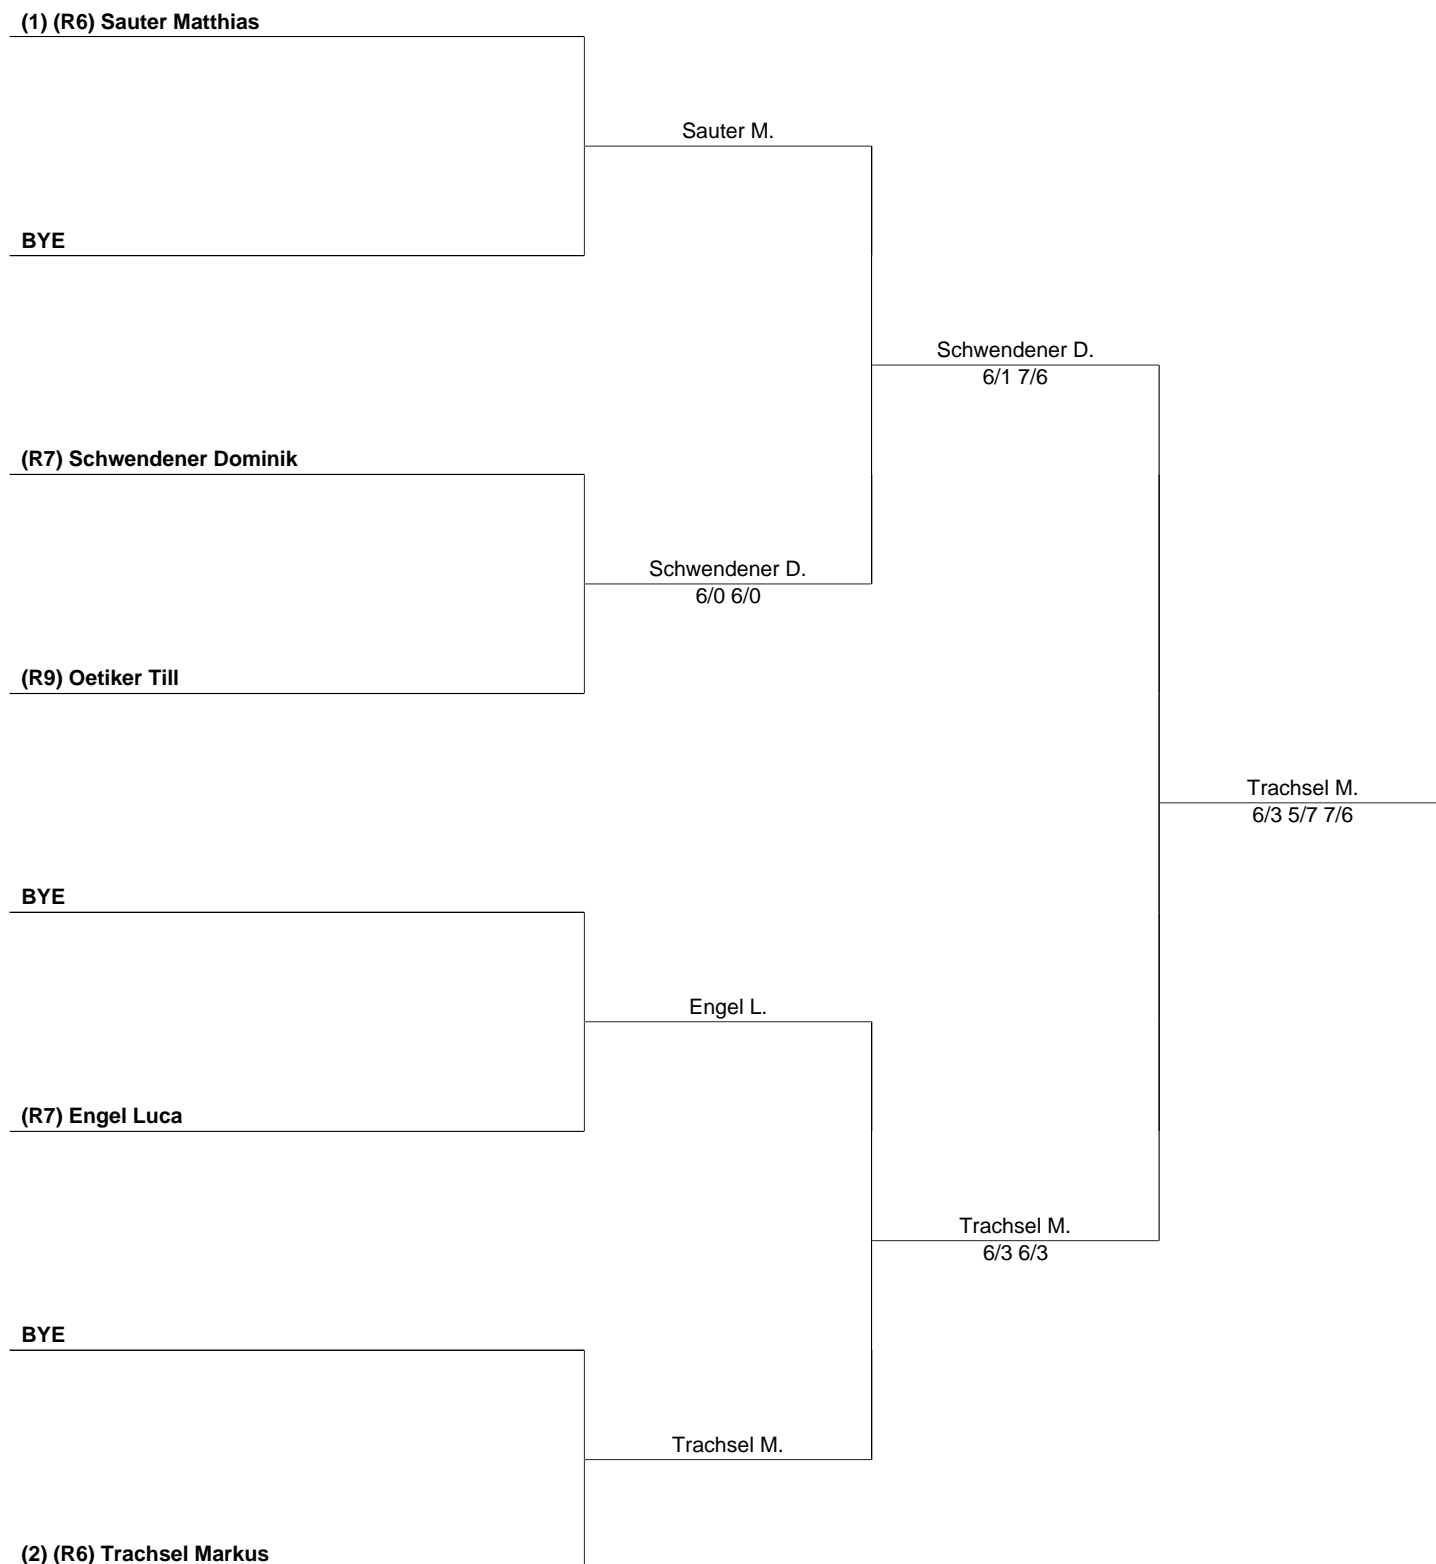 (1) (R6) Sauter Matthias
Sauter M.
BYE
Schwendener D.
6/1 7/6
(R7) Schwendener Dominik
Schwendener D.
6/0 6/0
(R9) Oetiker Till
Trachsel M.
6/3 5/7 7/6
BYE
Engel L.
(R7) Engel Luca
Trachsel M.
6/3 6/3
BYE
Trachsel M.
(2) (R6) Trachsel Markus